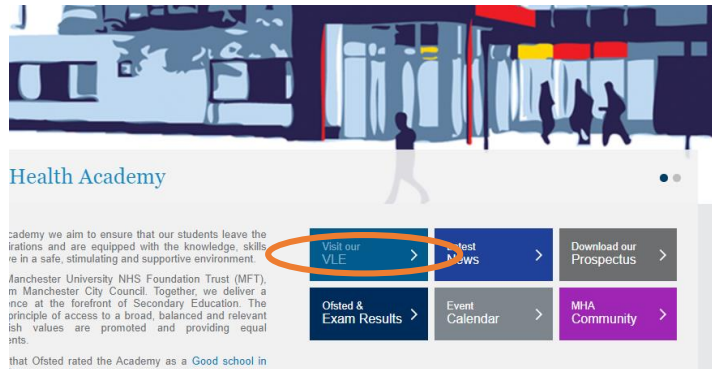 Health Academy
cademy we aim to ensure that our students leave the
irations and are equipped with the knowledge, skills
ve in a safe, stimulating and supportive environment.
Manchester University NHS Foundation Trust (MFT),
m Manchester City Council. Together, we deliver a
ence at the forefront of Secondary Education. The
principle of access to a broad, balanced and relevant
ish values are promoted and providing equal
ents.
that Ofsted rated the Academy as a Good school in
Visit our
VLE
Latest
News
Download our
Prospectus
Ofsted &
Exam Results
Event
Calendar
MHA
Community